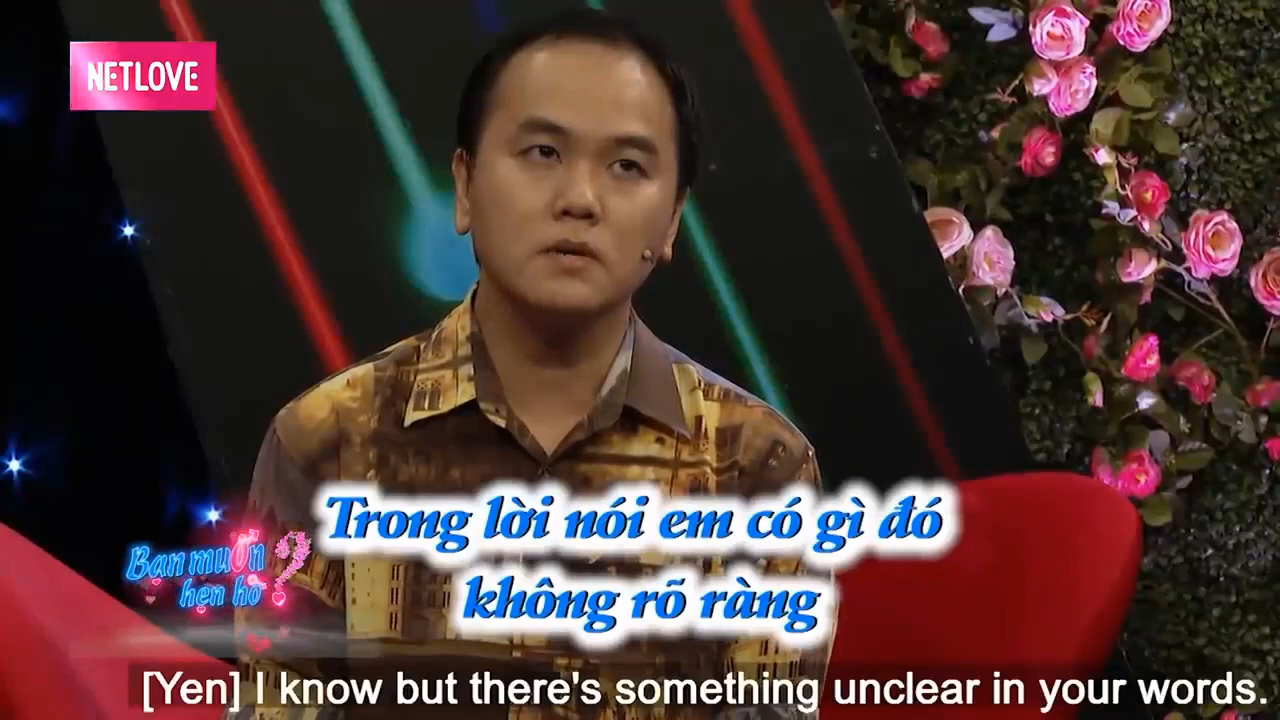 NETLOVE
Trong lời nói em có gì đó
không rõ ràng
Bạn muốn
hẹn hò ?
[Yen] I know but there's something unclear in your words.